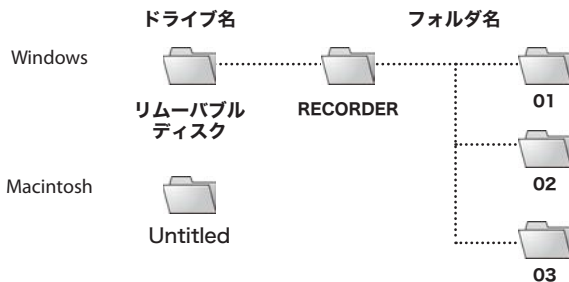 ドライブ名
フォルダ名
Windows
リムーバブル
ディスク
RECORDER
01
02
Macintosh
Untitled
03